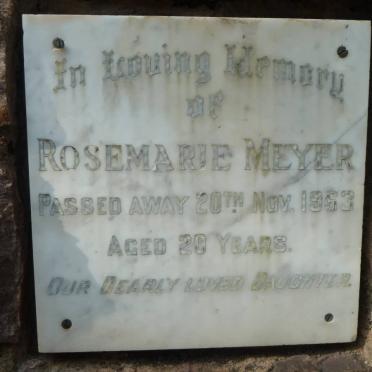 In Loving Memory
of
ROSEMARIE MEYER
PASSED AWAY 20TH NOV. 1963
AGED 20 YEARS.
OUR DEARLY LOVED DAUGHTER.